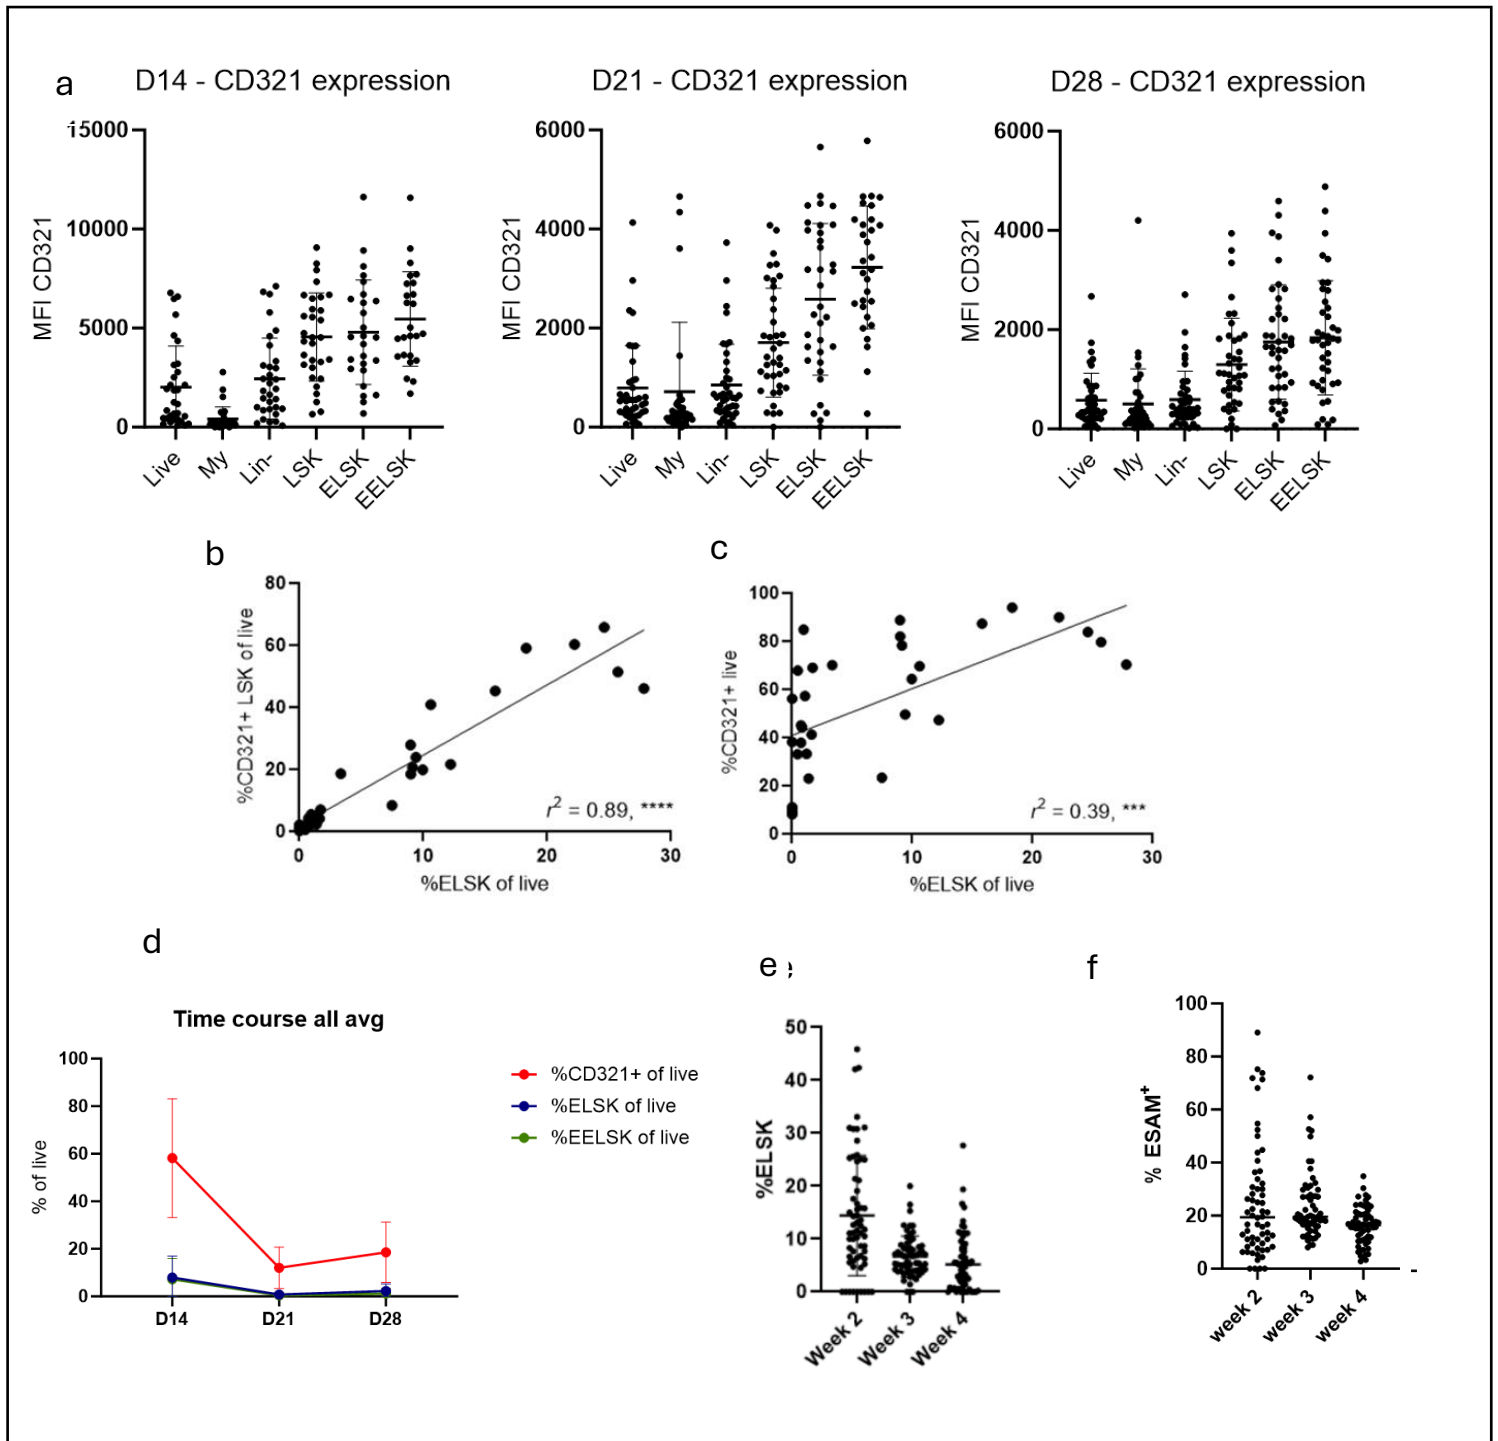 a
D14 - CD321 expression
D21 - CD321 expression
D28 - CD321 expression
MFI CD321
15000
10000
5000
0
Live
My
Lin-
LSK
ELSK
EELSK
MFI CD321
6000
4000
2000
0
Live
My
Lin-
LSK
ELSK
EELSK
MFI CD321
6000
4000
2000
0
Live
My
Lin-
LSK
ELSK
EELSK
b
%CD321+ LSK of live
80
60
40
20
0
r² = 0.89, ****
0
10
20
30
%ELSK of live
c
%CD321+ live
100
80
60
40
20
0
r² = 0.39, ***
0
10
20
30
%ELSK of live
d
Time course all avg
% of live
100
80
60
40
20
0
D14
D21
D28
%CD321+ of live
%ELSK of live
%EELSK of live
e
%ELSK
50
40
30
20
10
0
Week 2
Week 3
Week 4
f
% ESAM⁺
100
80
60
40
20
0
week 2
week 3
week 4